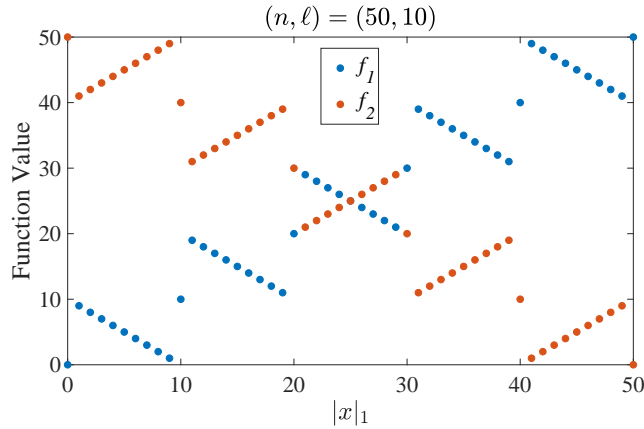 (n, ℓ) = (50, 10)
50
40
30
20
10
0
Function Value
f₁
f₂
0 10 20 30 40 50
|x|₁